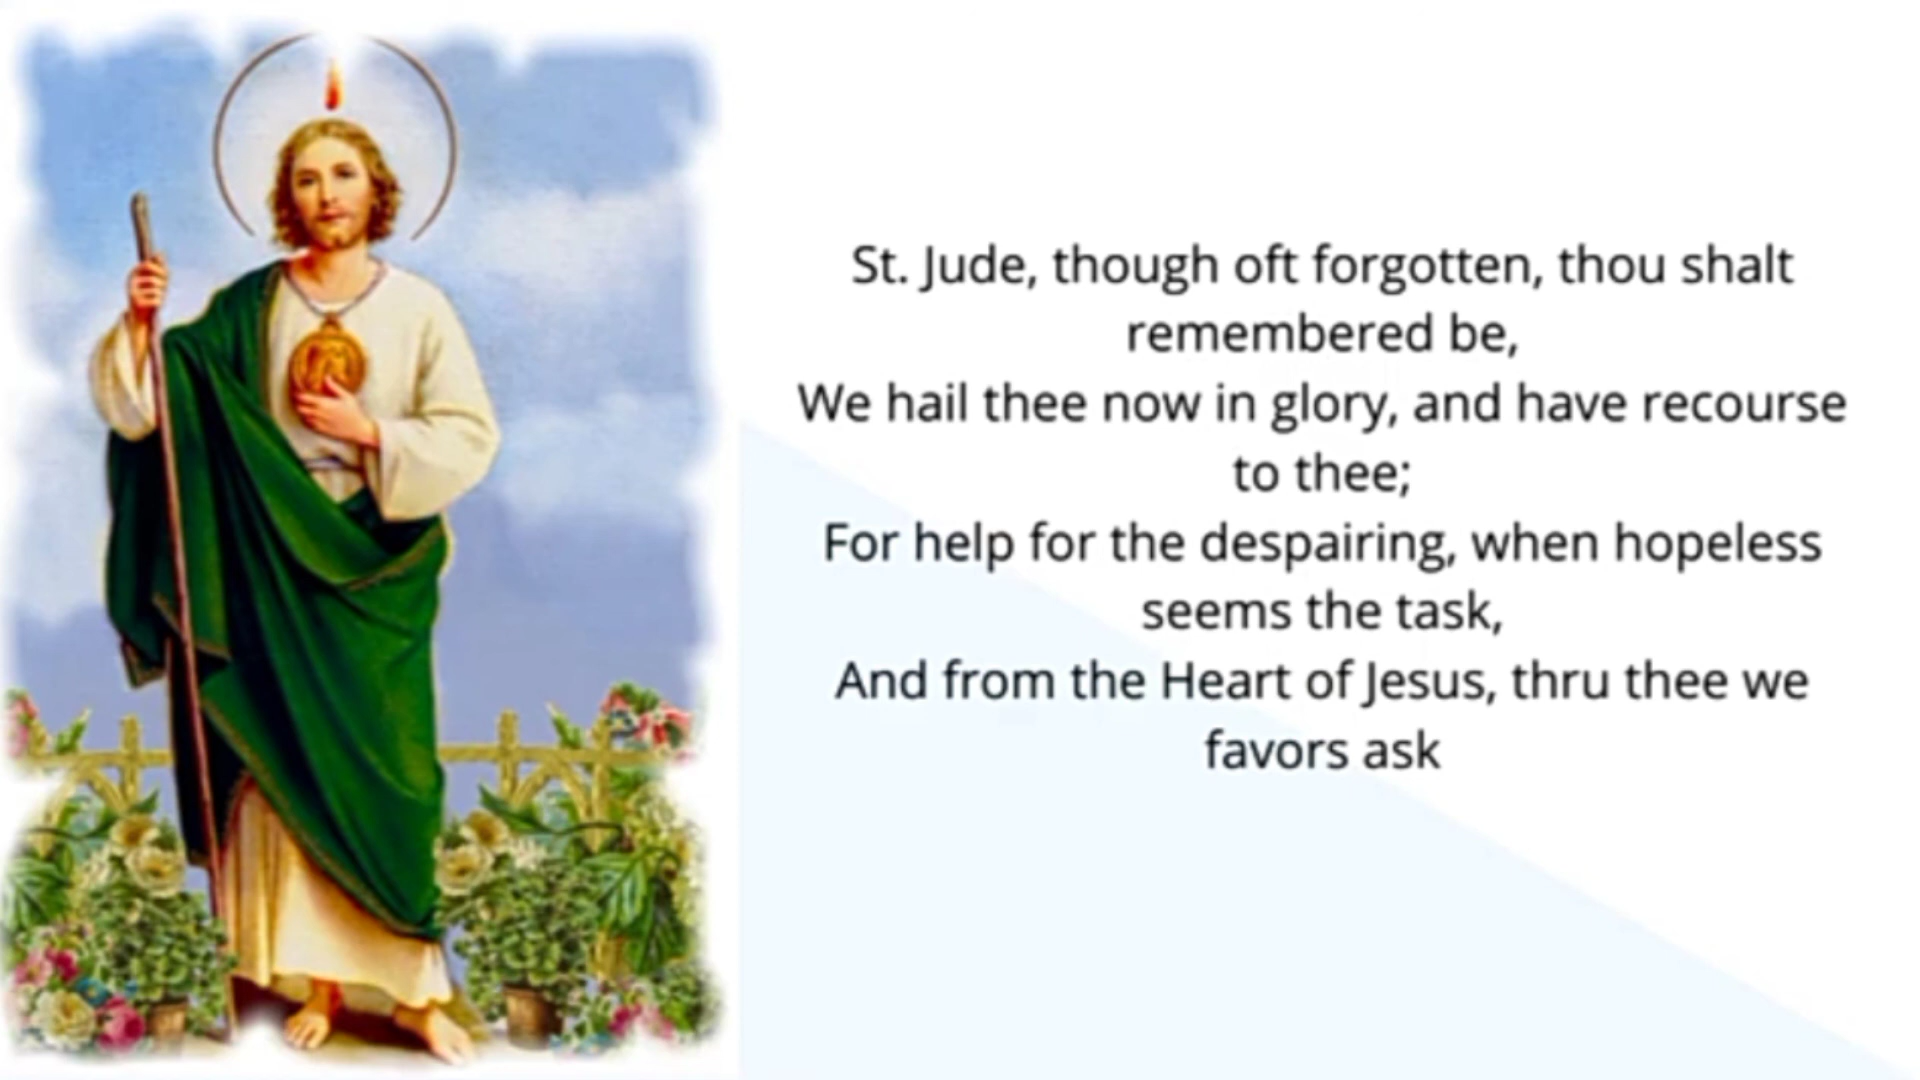 St. Jude, though oft forgotten, thou shalt
remembered be,
We hail thee now in glory, and have recourse
to thee;
For help for the despairing, when hopeless
seems the task,
And from the Heart of Jesus, thru thee we
favors ask